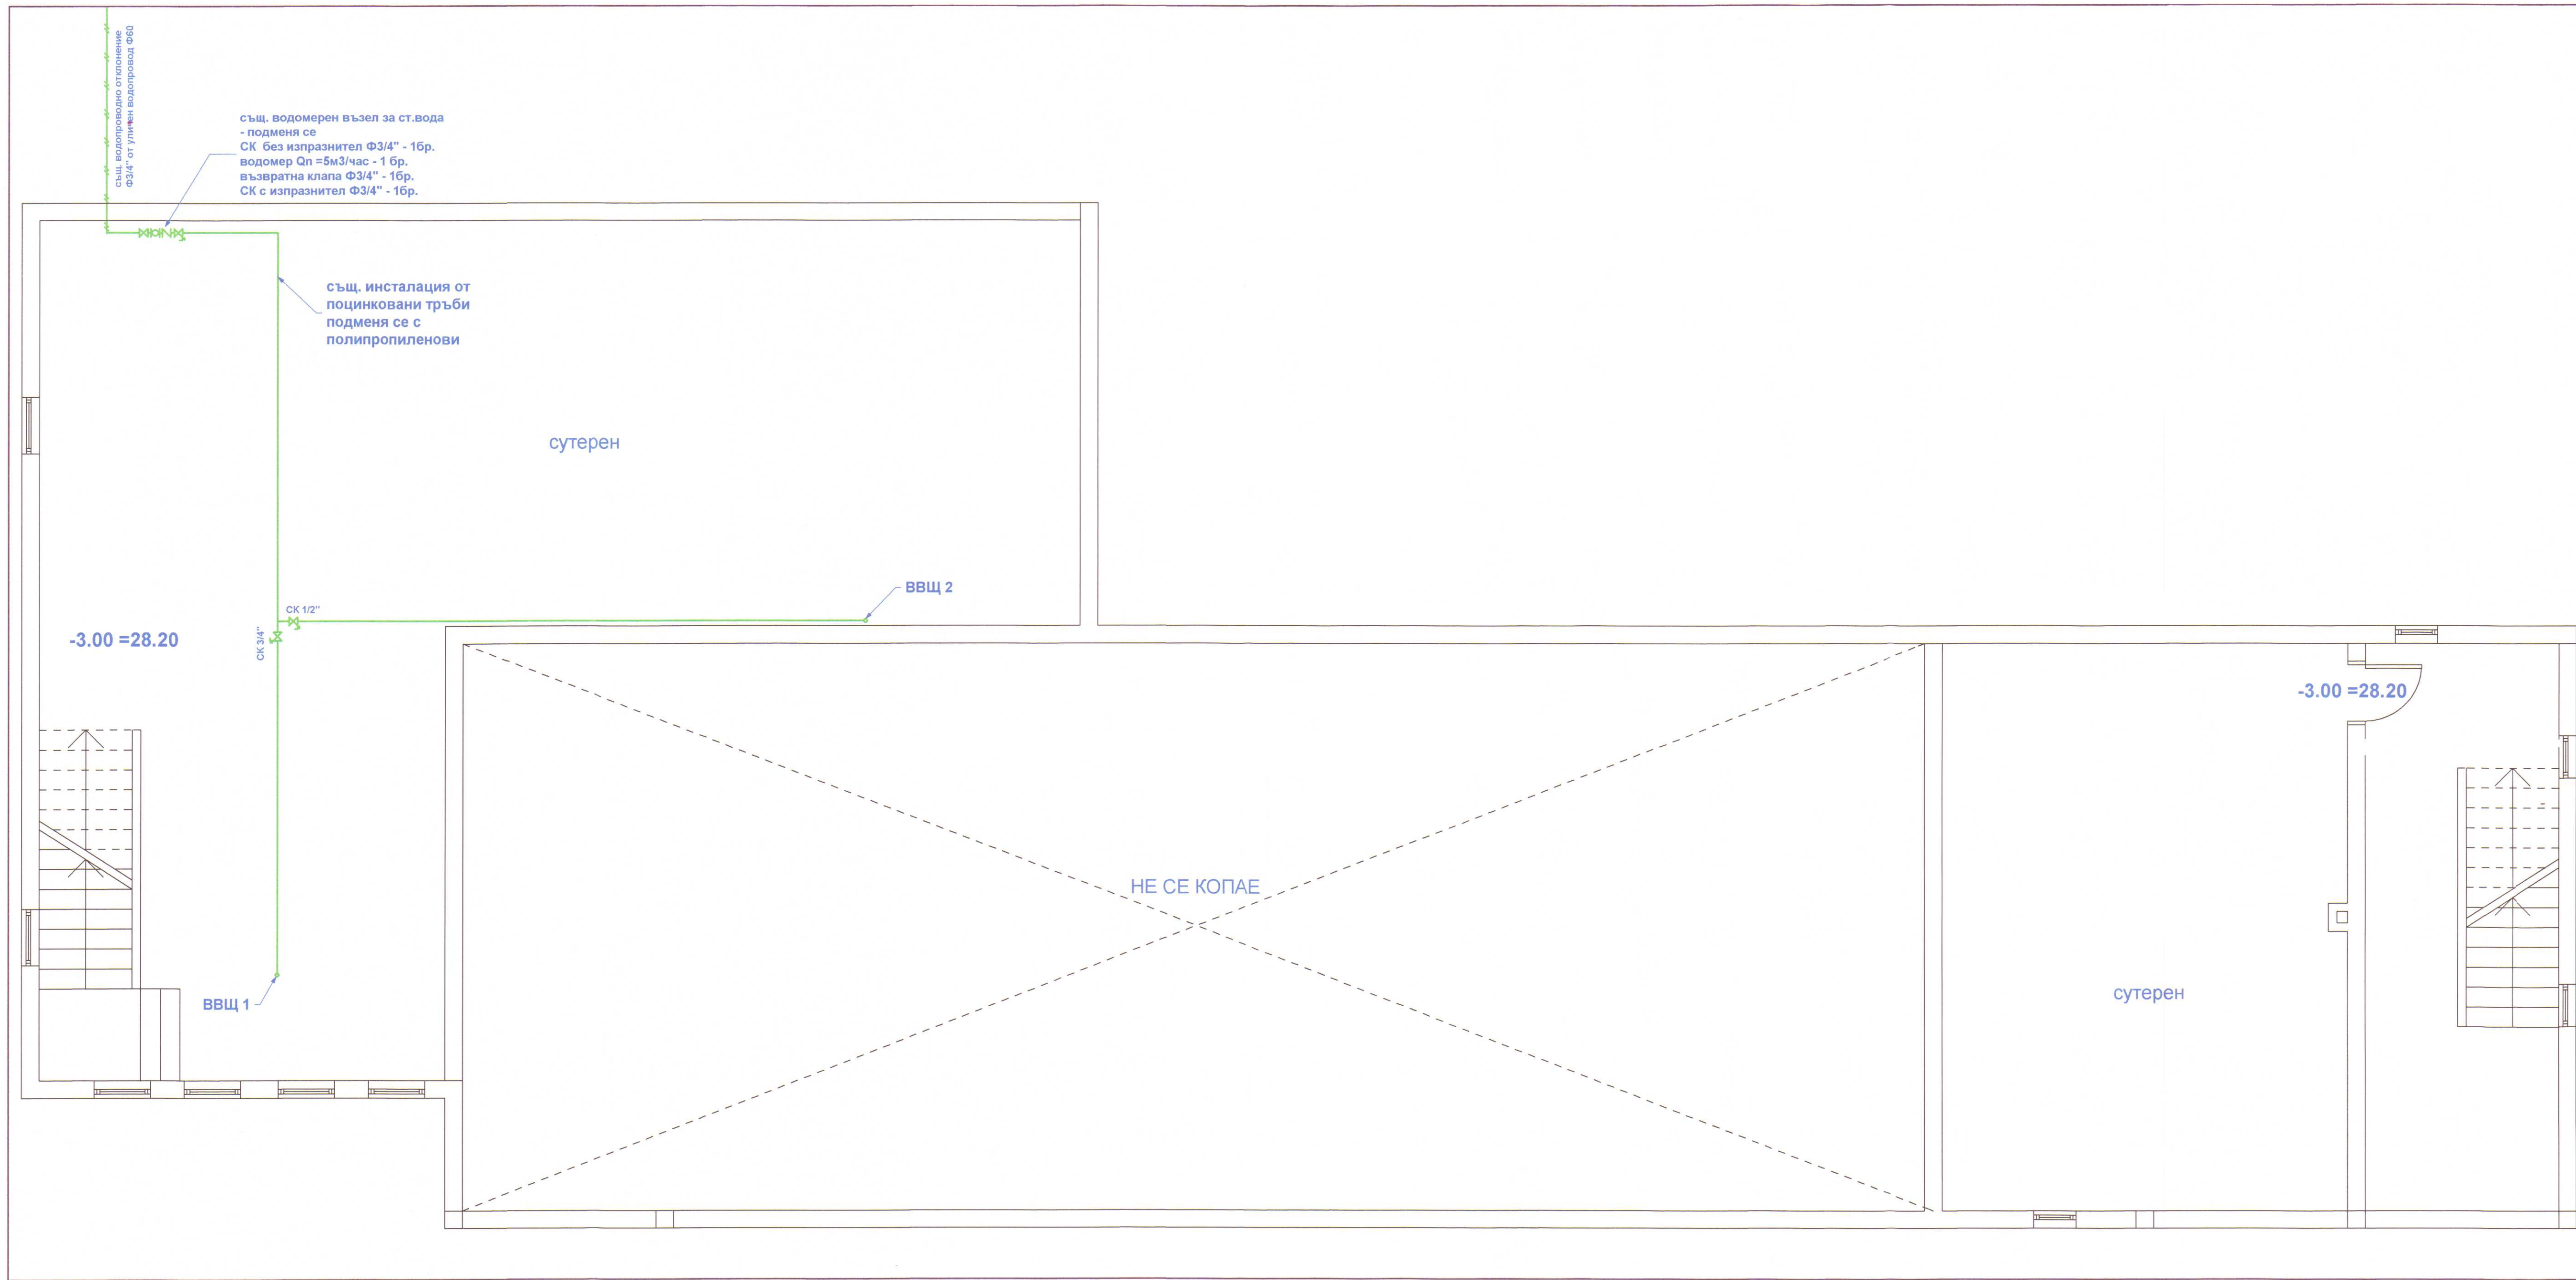 същ. водопроводно отклонение
Ф3/4" от уличен водопровод Ф60
същ. водомерен възел за ст.вода
- подменя се
СК без изпразнител Ф3/4" - 1бр.
водомер Qn =5м3/час - 1 бр.
възвратна клапа Ф3/4" - 1бр.
СК с изпразнител Ф3/4" - 1бр.
същ. инсталация от
поцинковани тръби
подменя се с
полипропиленови
сутерен
ВВЩ 2
СК 1/2"
СК 3/4"
-3.00 =28.20
-3.00 =28.20
НЕ СЕ КОПАЕ
сутерен
ВВЩ 1